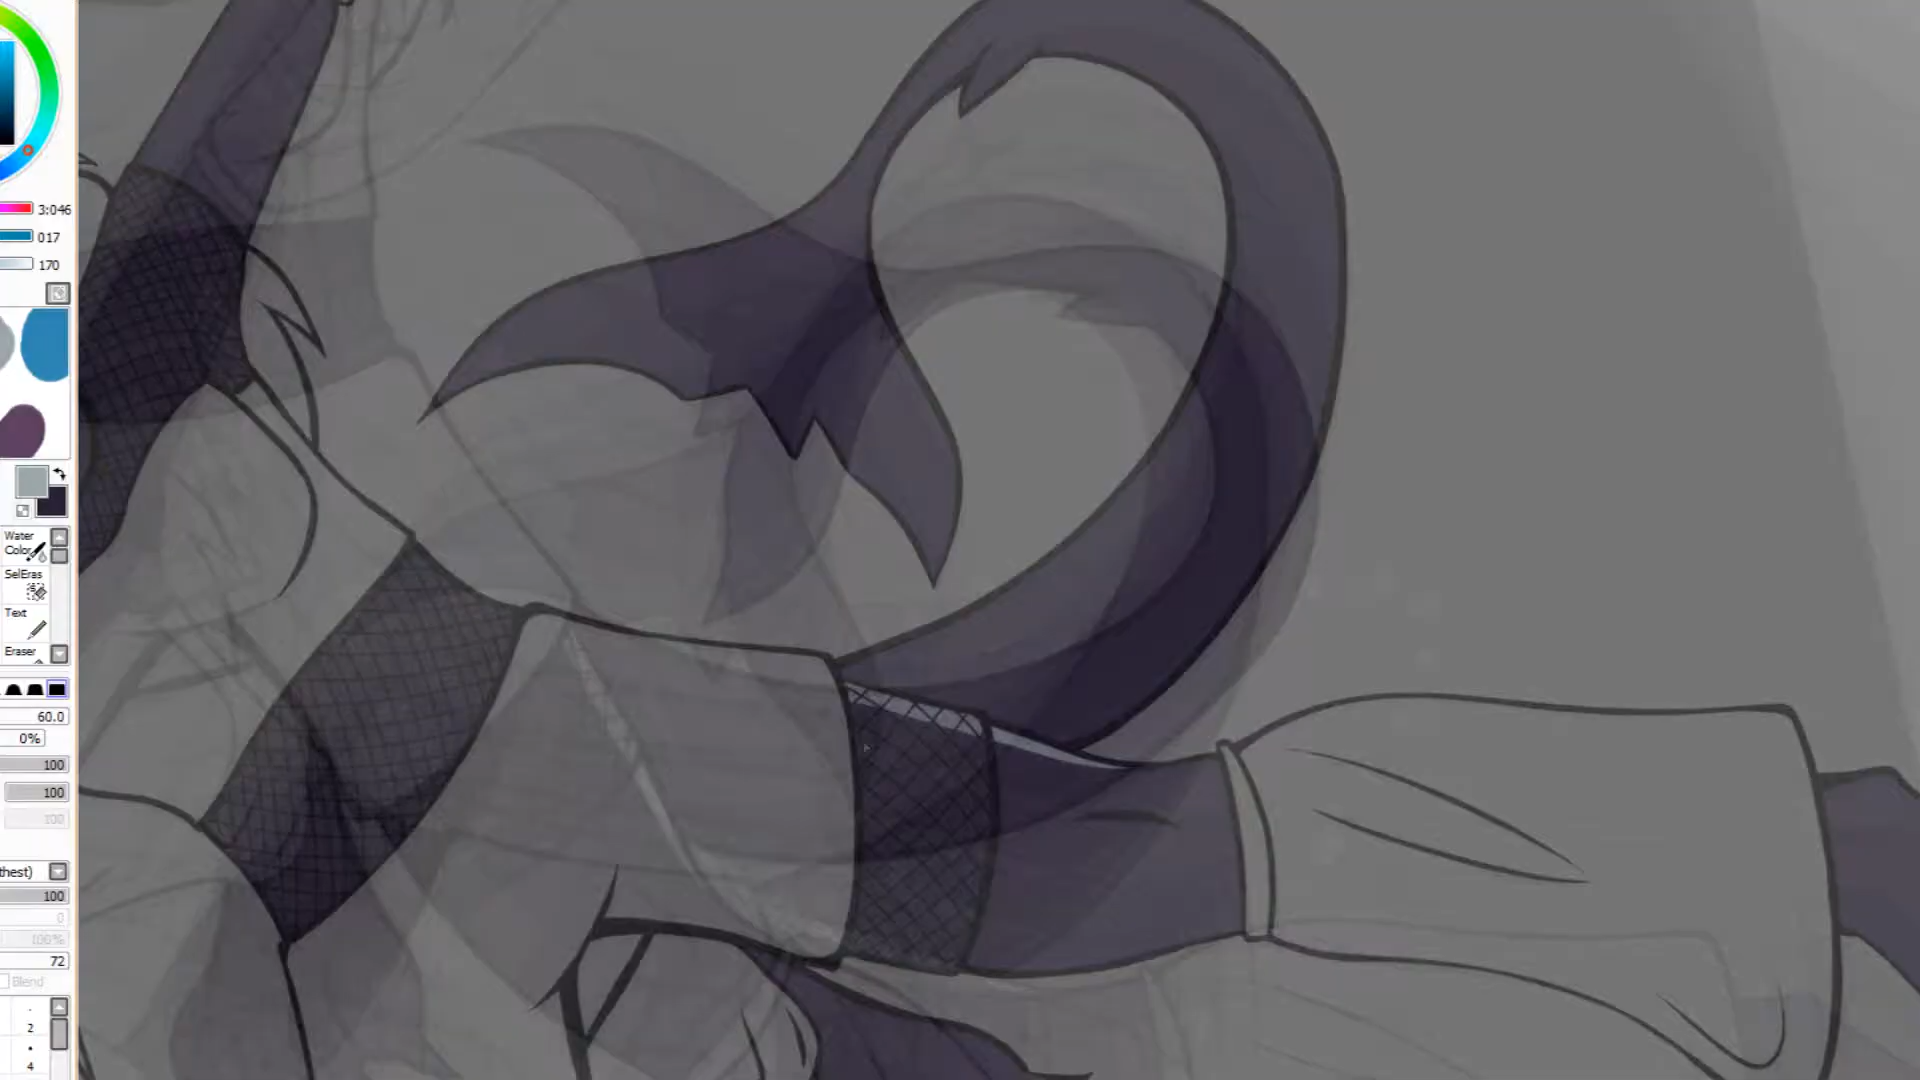 3:046
017
170
Water
Color
SelEras
Text
Eraser
60.0
0%
100
100
100
thest)
100
0
100%
72
Blend
2
4